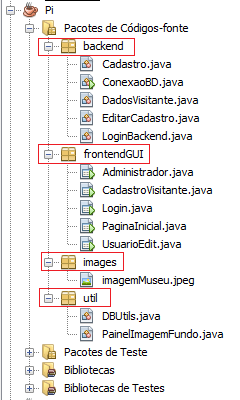 Pi
Pacotes de Códigos-fonte
backend
Cadastro.java
ConexaoBD.java
DadosVisitante.java
EditarCadastro.java
LoginBackend.java
frontendGUI
Administrador.java
CadastroVisitante.java
Login.java
PaginaInicial.java
UsuarioEdit.java
images
imagemMuseu.jpeg
util
DBUtils.java
PainelImagemFundo.java
Pacotes de Teste
Bibliotecas
Bibliotecas de Testes